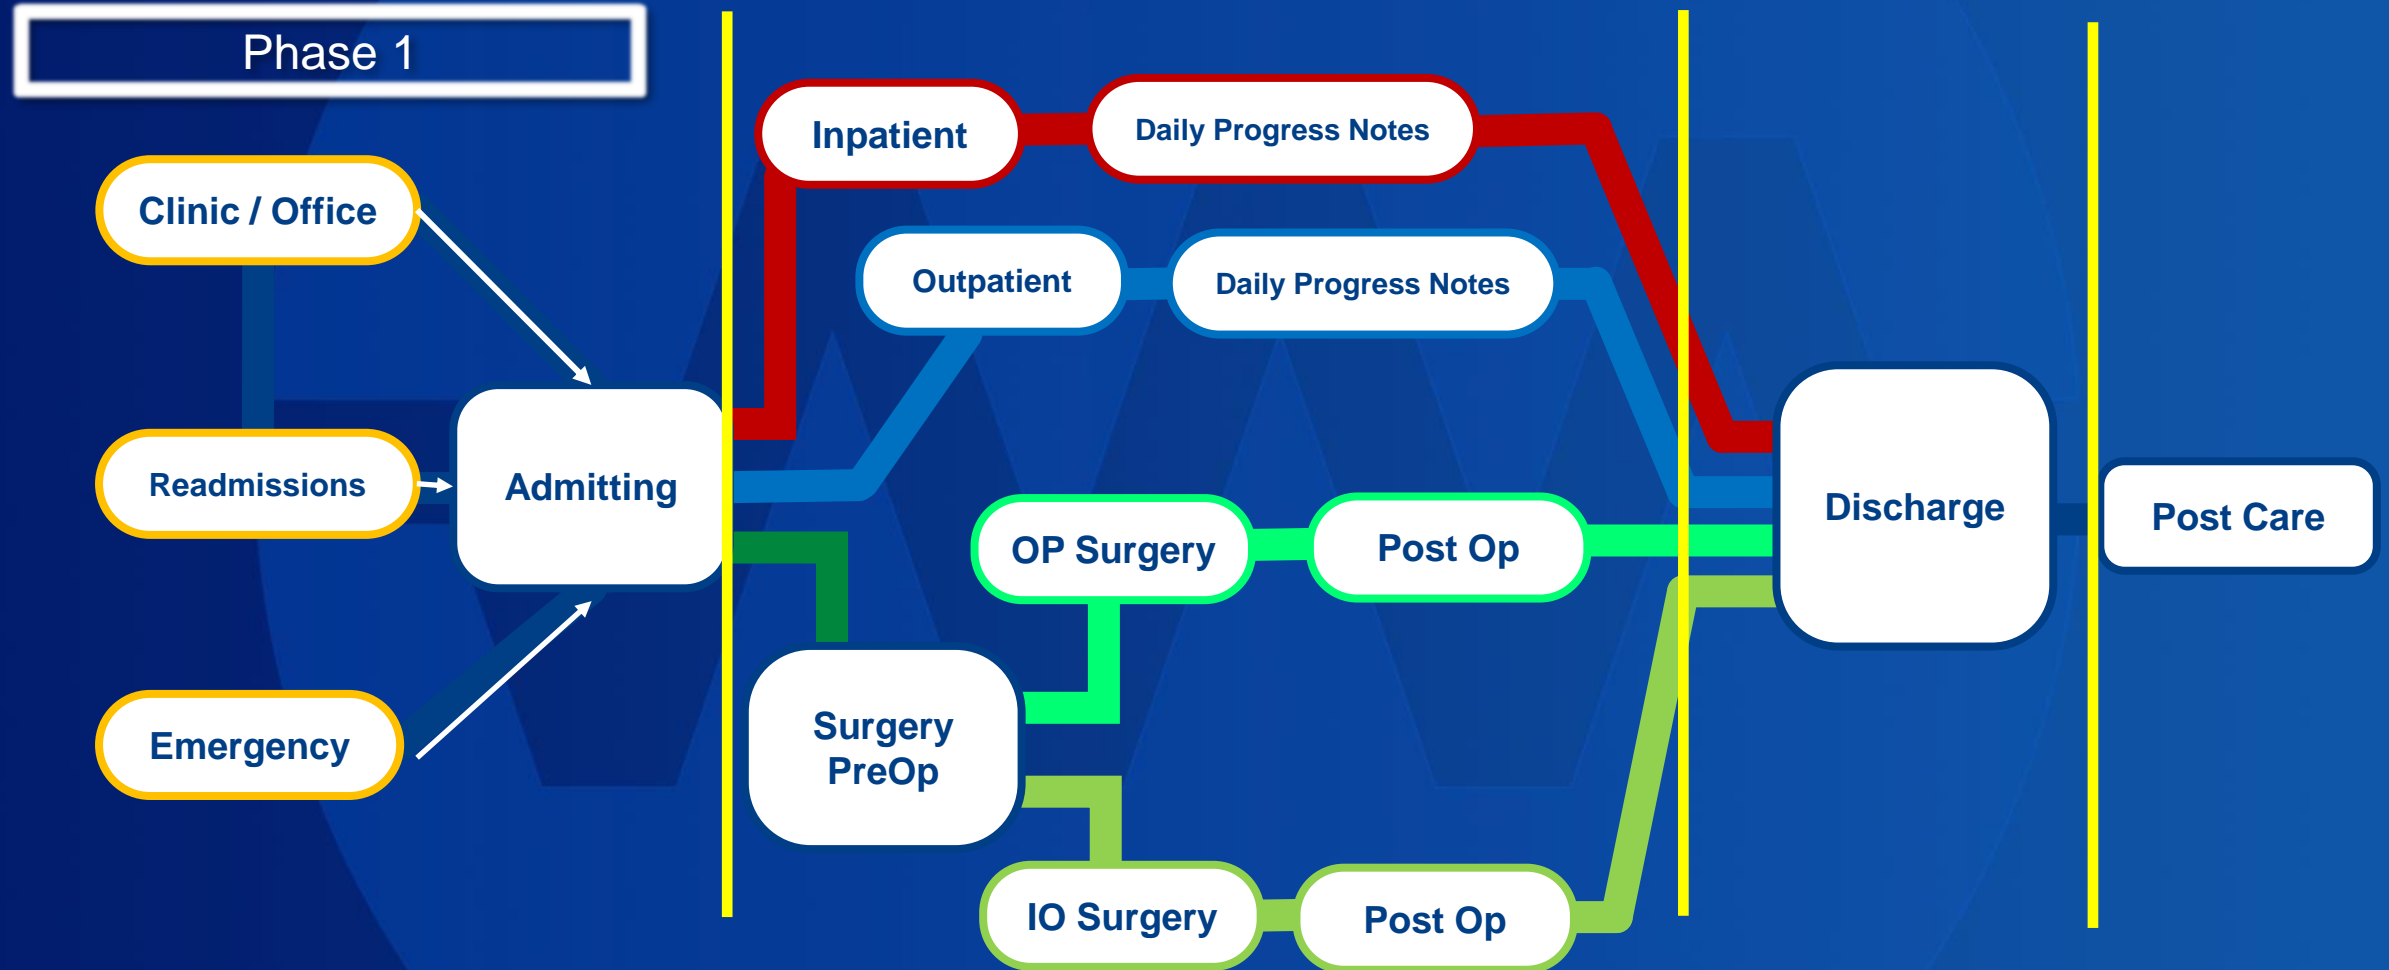 Phase 1
Clinic / Office
Readmissions
Emergency
Admitting
Inpatient
Daily Progress Notes
Outpatient
Daily Progress Notes
OP Surgery
Post Op
Surgery
PreOp
IO Surgery
Post Op
Discharge
Post Care